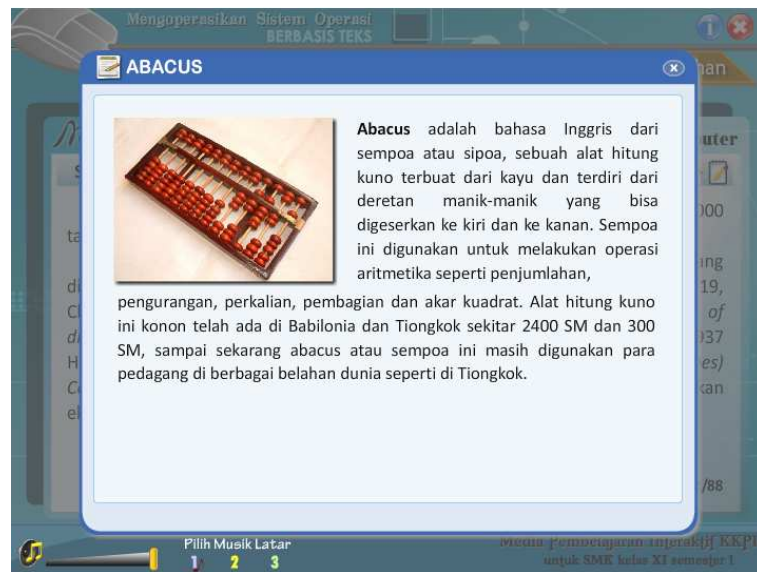 Mengoperasikan Sistem Operasi
BERBASIS TEKS
ABACUS
Abacus adalah bahasa Inggris dari
sempoa atau sipoa, sebuah alat hitung
kuno terbuat dari kayu dan terdiri dari
deretan manik-manik yang bisa
digeserkan ke kiri dan ke kanan. Sempoa
ini digunakan untuk melakukan operasi
aritmetika seperti penjumlahan,
pengurangan, perkalian, pembagian dan akar kuadrat. Alat hitung kuno
ini konon telah ada di Babilonia dan Tiongkok sekitar 2400 SM dan 300
SM, sampai sekarang abacus atau sempoa ini masih digunakan para
pedagang di berbagai belahan dunia seperti di Tiongkok.
/88
Pilih Musik Latar
1 2 3
Media Pembelajaran Interaktif KKPI
untuk SMK kelas XI semester 1